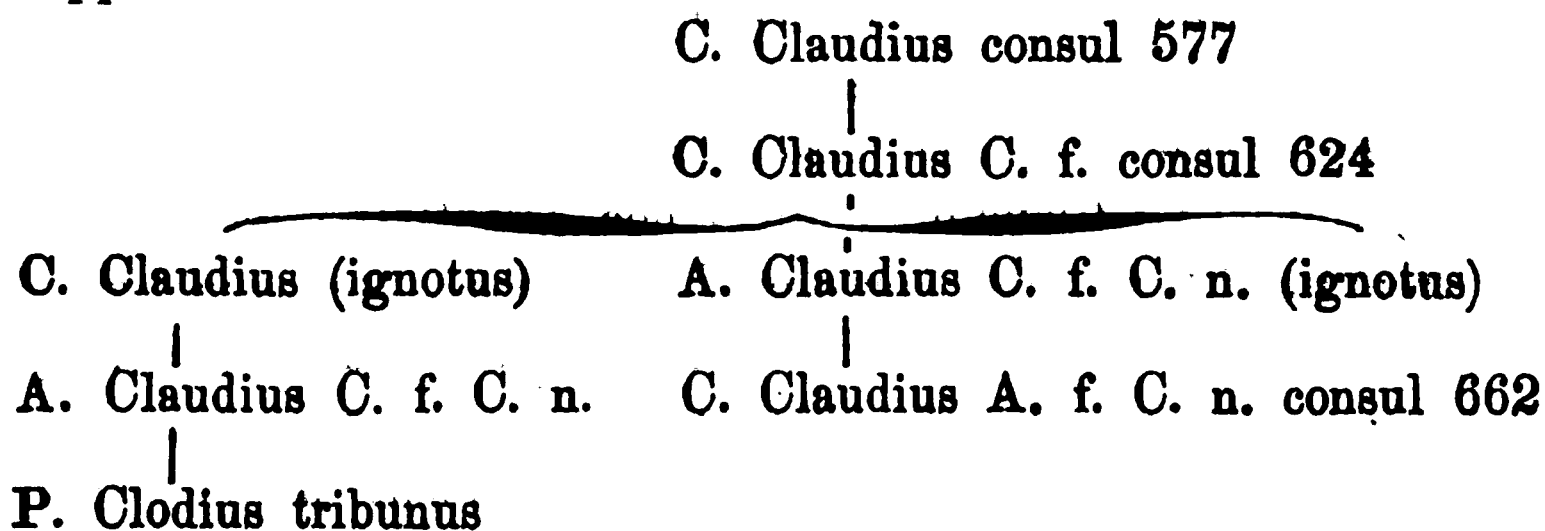 C. Claudius consul 577
C. Claudius C. f. consul 624
C. Claudius (ignotus) A. Claudius C. f. C. n. (ignotus)
A. Claudius C. f. C. n. C. Claudius A. f. C. n. consul 662
P. Clodius tribunus